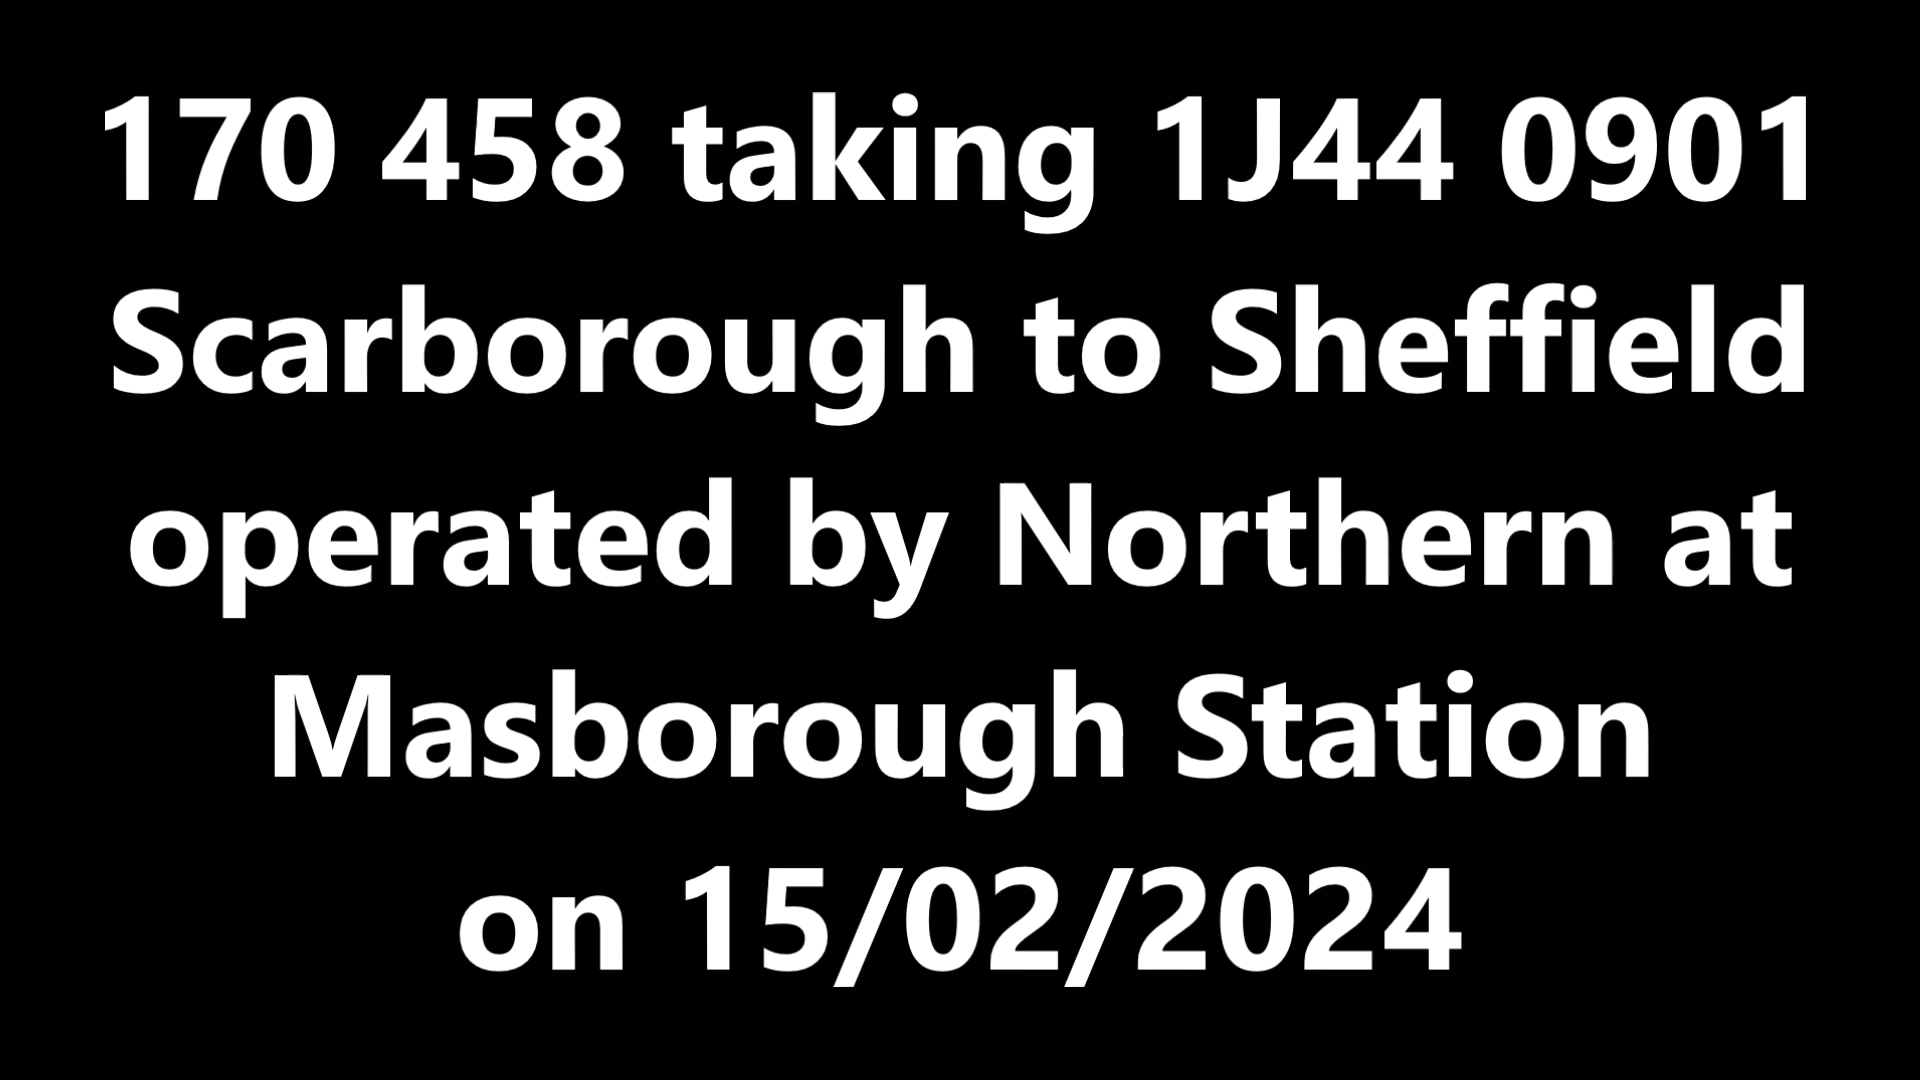 170 458 taking 1J44 0901
Scarborough to Sheffield
operated by Northern at
Masborough Station
on 15/02/2024